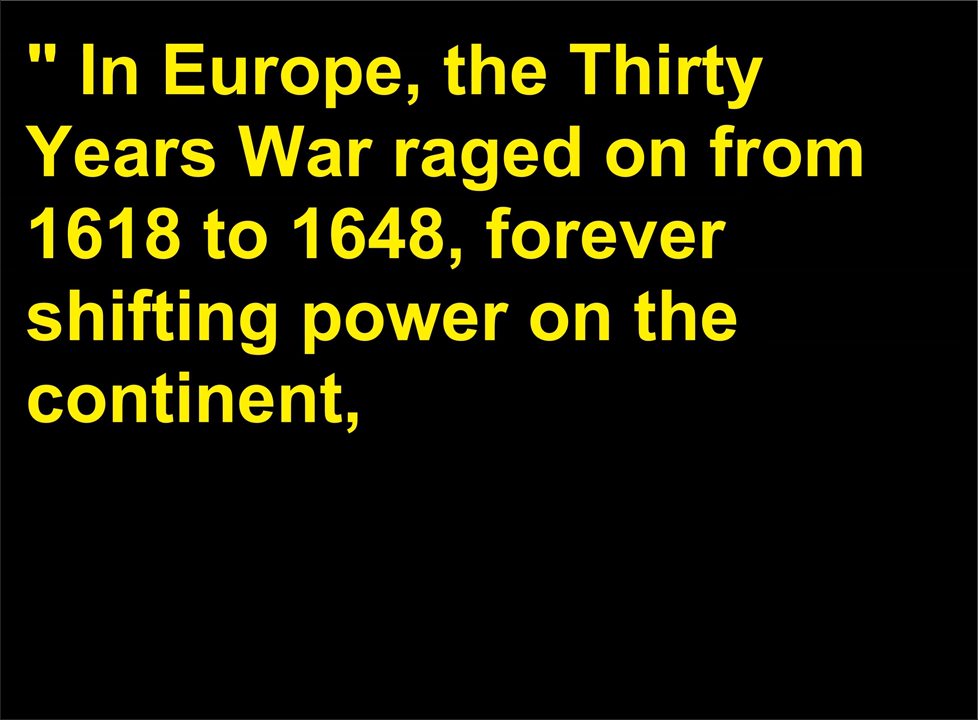 " In Europe, the Thirty
Years War raged on from
1618 to 1648, forever
shifting power on the
continent,